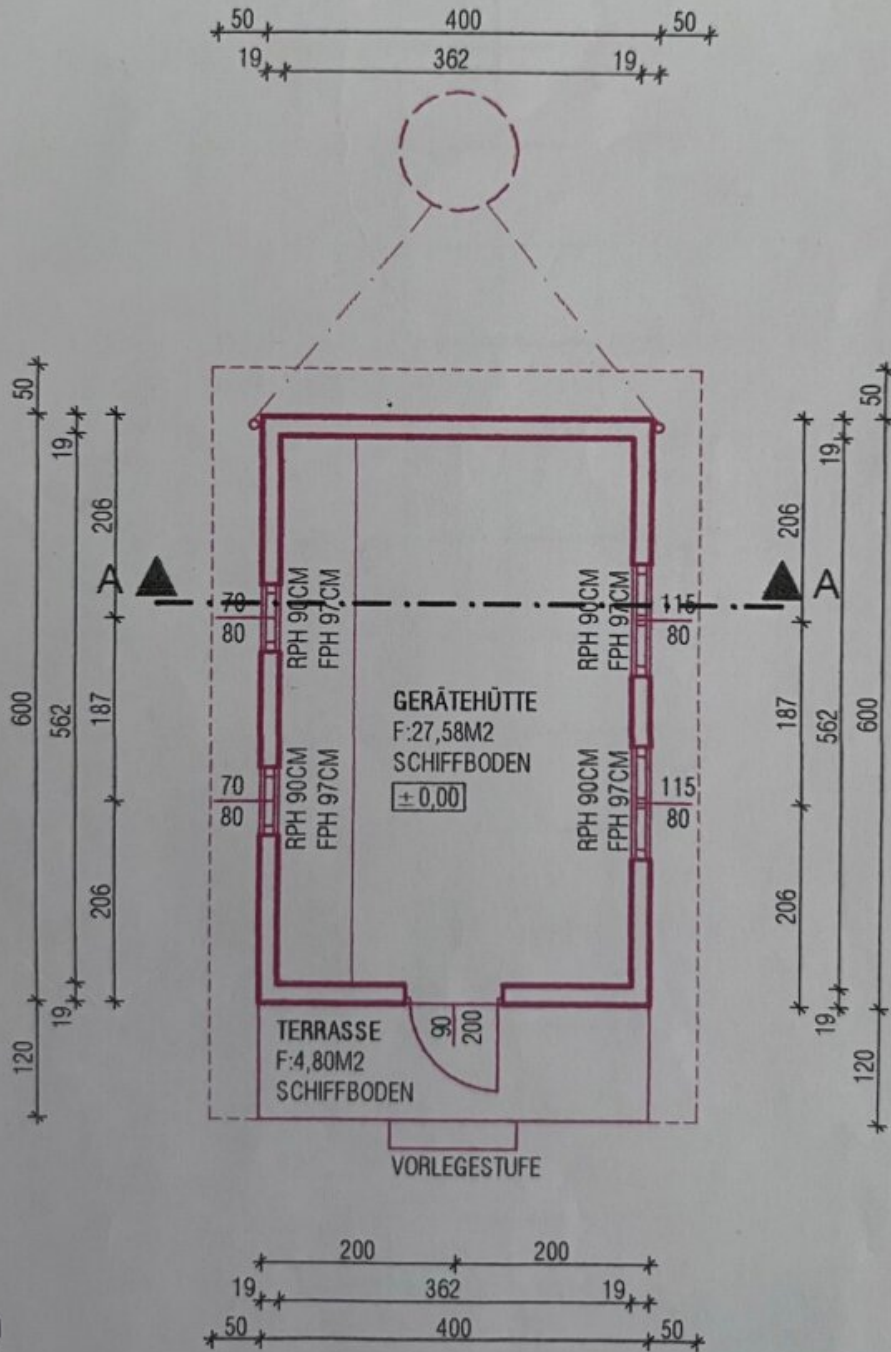 50 400 50
19 362 19
50
50
19
19
206
206
A
A
70
80
RPH 90CM
FPH 97CM
RPH 90CM
FPH 97CM
115
80
600
562
187
GERÄTEHÜTTE
F:27,58M2
SCHIFFBODEN
± 0,00
187
562
600
70
80
RPH 90CM
FPH 97CM
RPH 90CM
FPH 97CM
115
80
206
206
19
19
120
TERRASSE
F:4,80M2
SCHIFFBODEN
90
200
120
VORLEGESTUFE
200 200
19 362 19
50 400 50